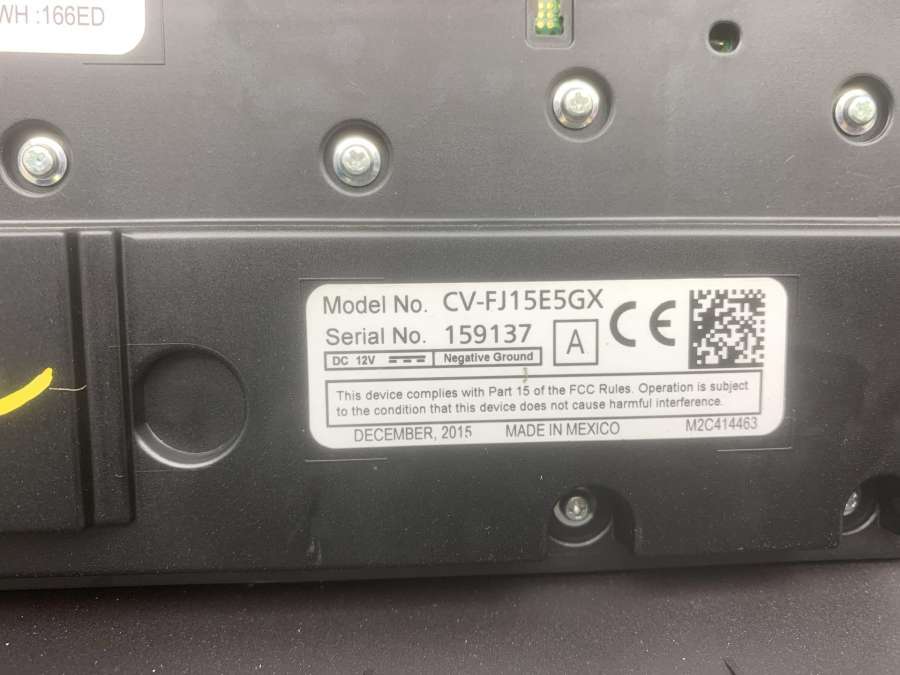 WH :166ED
Model No. CV-FJ15E5GX
Serial No. 159137 A CE
DC 12V Negative Ground
This device complies with Part 15 of the FCC Rules. Operation is subject
to the condition that this device does not cause harmful interference.
DECEMBER, 2015 MADE IN MEXICO M2C414463